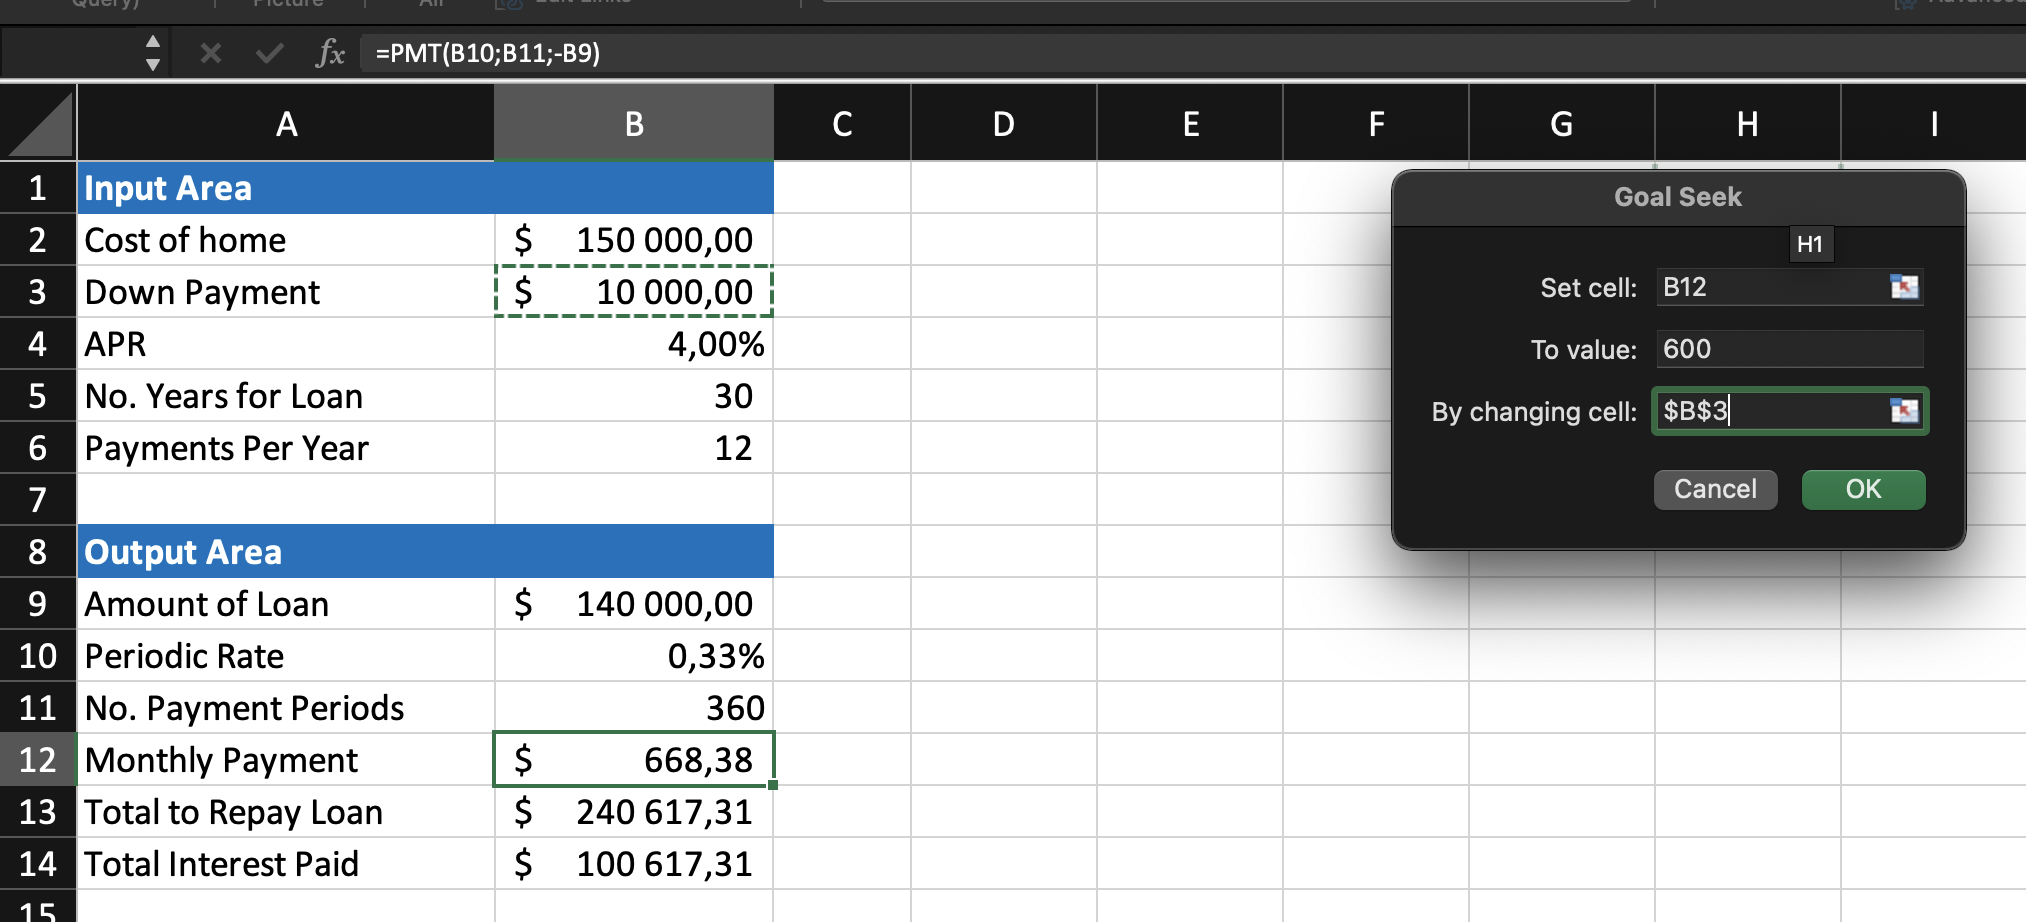 Query) Picture All Edit Links Advanced
fx =PMT(B10;B11;-B9)
A B C D E F G H I
1 Input Area
2 Cost of home $ 150 000,00
3 Down Payment $ 10 000,00
4 APR 4,00%
5 No. Years for Loan 30
6 Payments Per Year 12
7
8 Output Area
9 Amount of Loan $ 140 000,00
10 Periodic Rate 0,33%
11 No. Payment Periods 360
12 Monthly Payment $ 668,38
13 Total to Repay Loan $ 240 617,31
14 Total Interest Paid $ 100 617,31
15
Goal Seek
H1
Set cell: B12
To value: 600
By changing cell: $B$3
Cancel OK